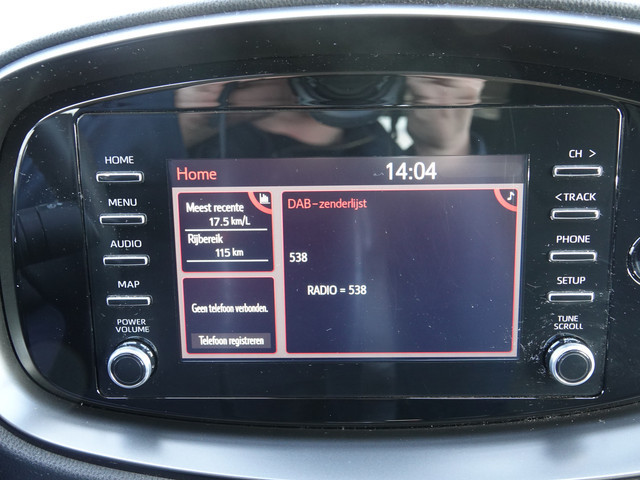 HOME
MENU
AUDIO
MAP
POWER
VOLUME
Home
14:04
Meest recente
17.5 km/L
Rijbereik
115 km
Geen telefoon verbonden.
Telefoon registreren
DAB-zenderlijst
538
RADIO = 538
CH >
< TRACK
PHONE
SETUP
TUNE
SCROLL